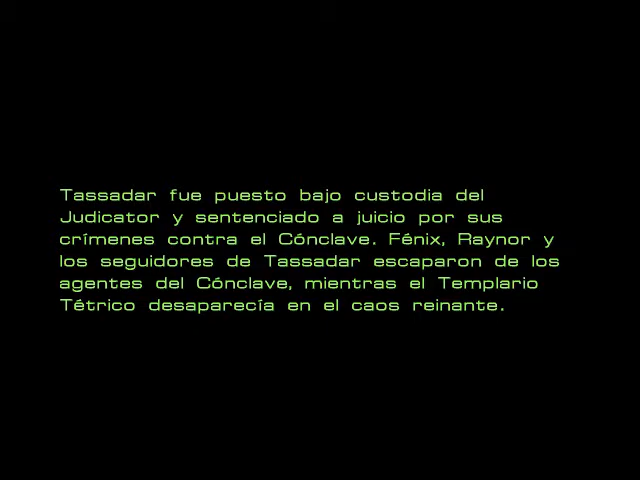 Tassadar fue puesto bajo custodia del
Judicator y sentenciado a juicio por sus
crímenes contra el Cónclave. Fénix, Raynor y
los seguidores de Tassadar escaparon de los
agentes del Cónclave, mientras el Templario
Tétrico desaparecía en el caos reinante.